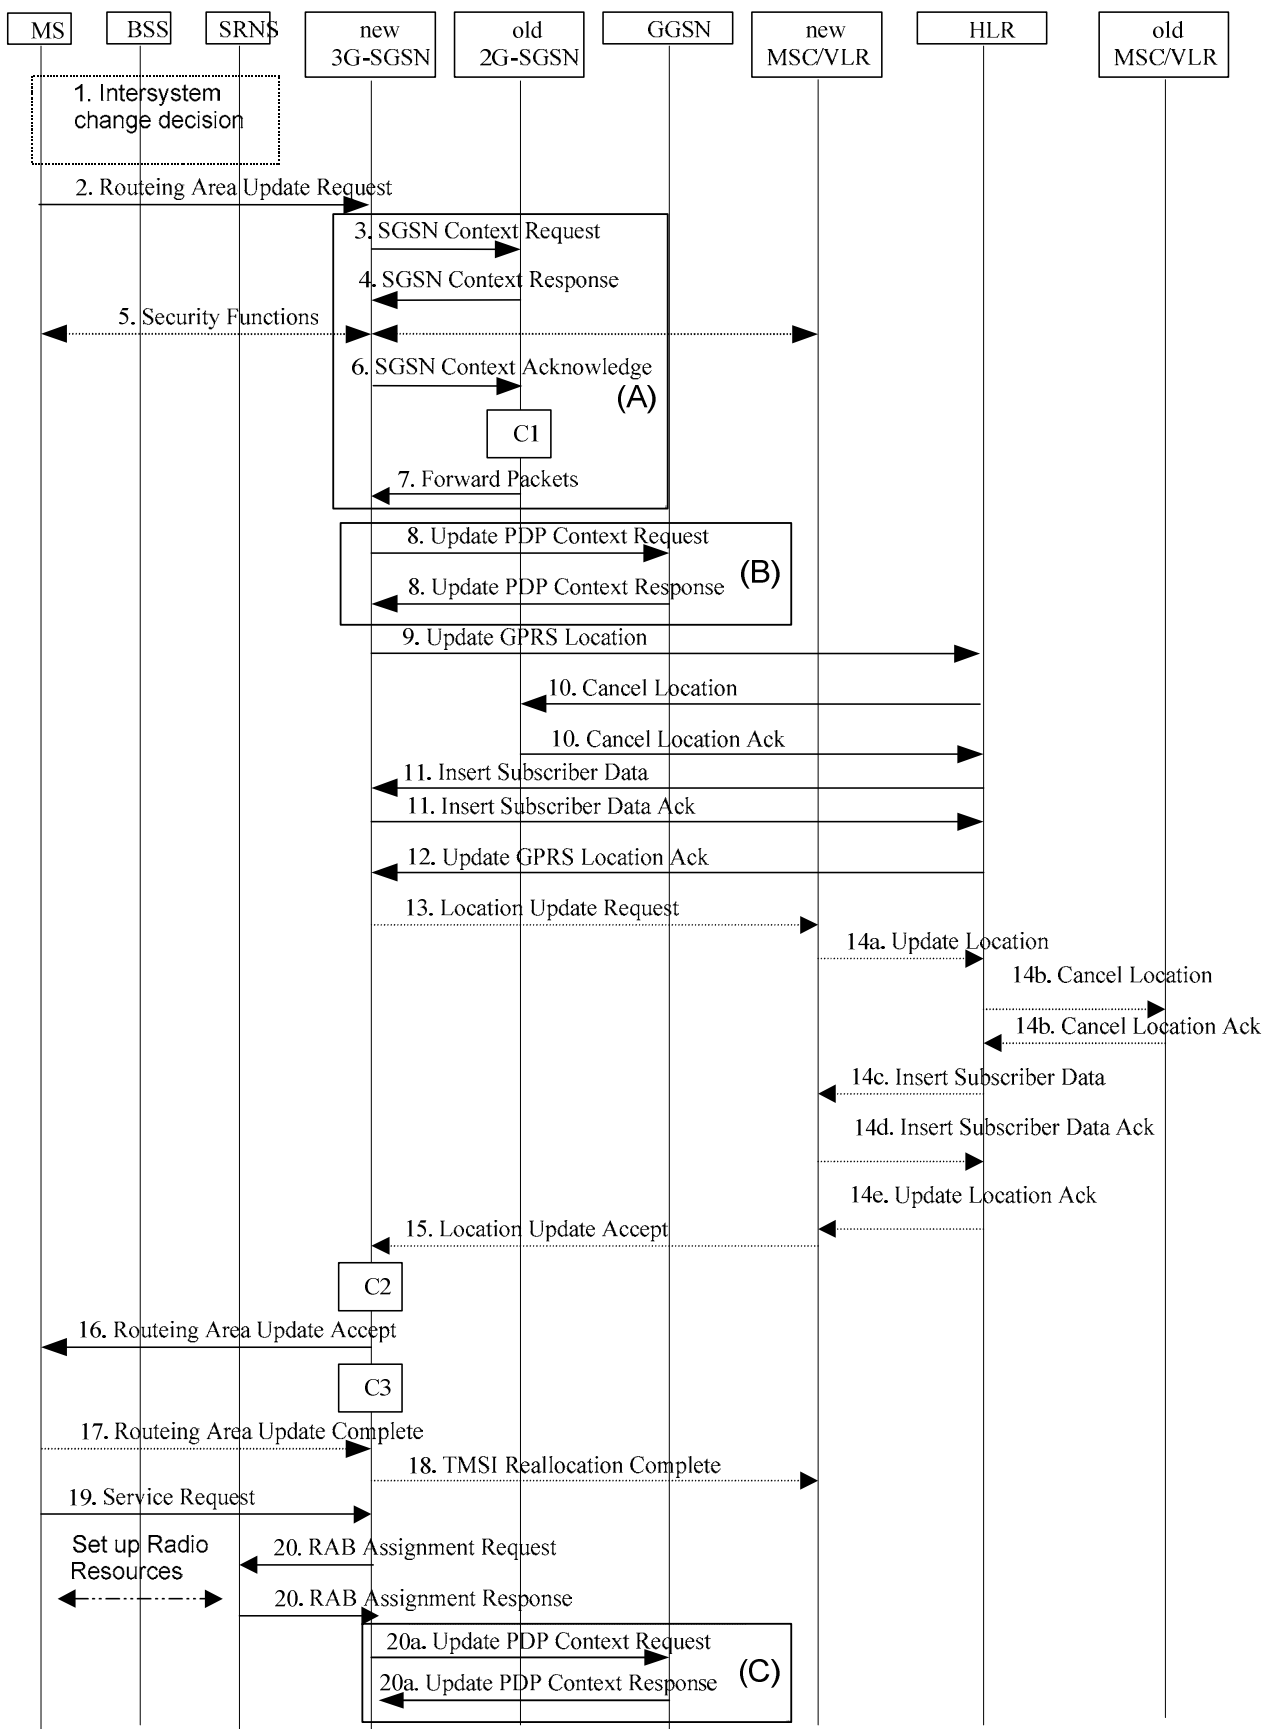 MS
BSS
SRNS
new
3G-SGSN
old
2G-SGSN
GGSN
new
MSC/VLR
HLR
old
MSC/VLR
1. Intersystem
change decision
2. Routeing Area Update Request
3. SGSN Context Request
4. SGSN Context Response
5. Security Functions
6. SGSN Context Acknowledge
(A)
C1
7. Forward Packets
8. Update PDP Context Request
(B)
8. Update PDP Context Response
9. Update GPRS Location
10. Cancel Location
10. Cancel Location Ack
11. Insert Subscriber Data
11. Insert Subscriber Data Ack
12. Update GPRS Location Ack
13. Location Update Request
14a. Update Location
14b. Cancel Location
14b. Cancel Location Ack
14c. Insert Subscriber Data
14d. Insert Subscriber Data Ack
14e. Update Location Ack
15. Location Update Accept
C2
16. Routeing Area Update Accept
C3
17. Routeing Area Update Complete
18. TMSI Reallocation Complete
19. Service Request
Set up Radio
Resources
20. RAB Assignment Request
20. RAB Assignment Response
20a. Update PDP Context Request
(C)
20a. Update PDP Context Response